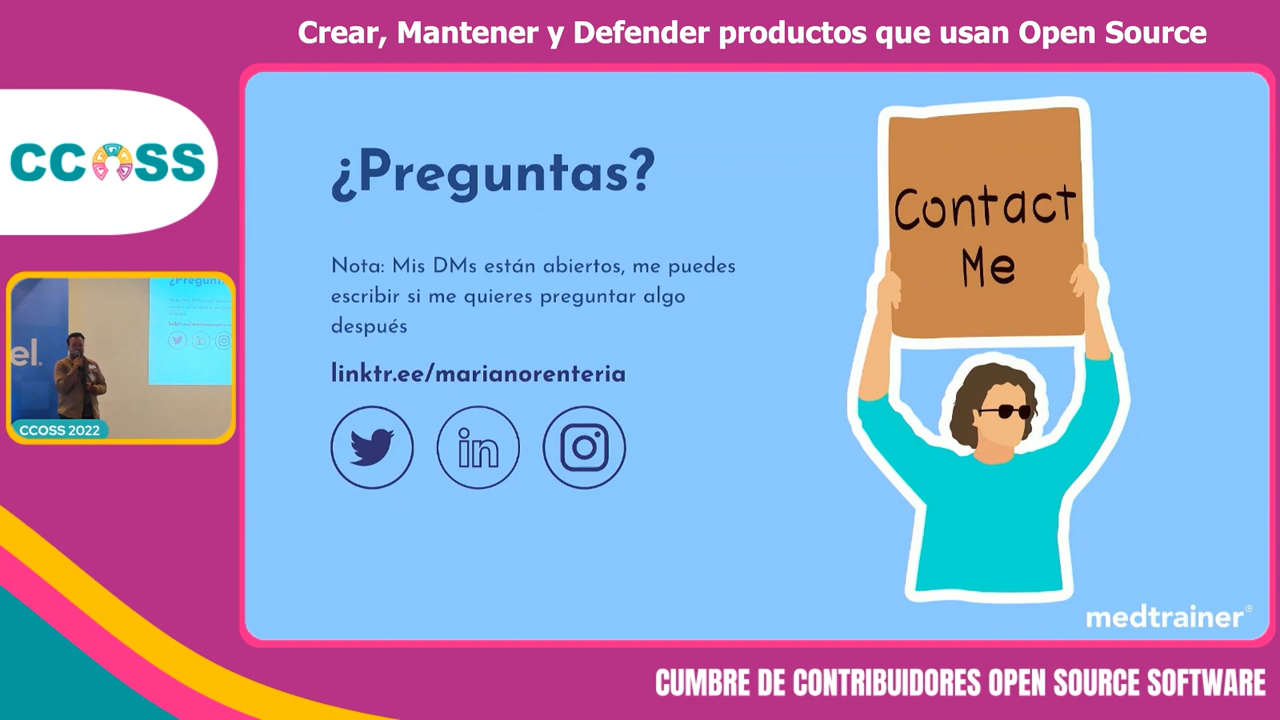 Crear, Mantener y Defender productos que usan Open Source
CCOSS
¿Preguntas?
Nota: Mis DMs están abiertos, me puedes
escribir si me quieres preguntar algo
después
linktr.ee/marianorenteria
in
Contact
Me
medtrainer®
el.
CCOSS 2022
CUMBRE DE CONTRIBUIDORES OPEN SOURCE SOFTWARE